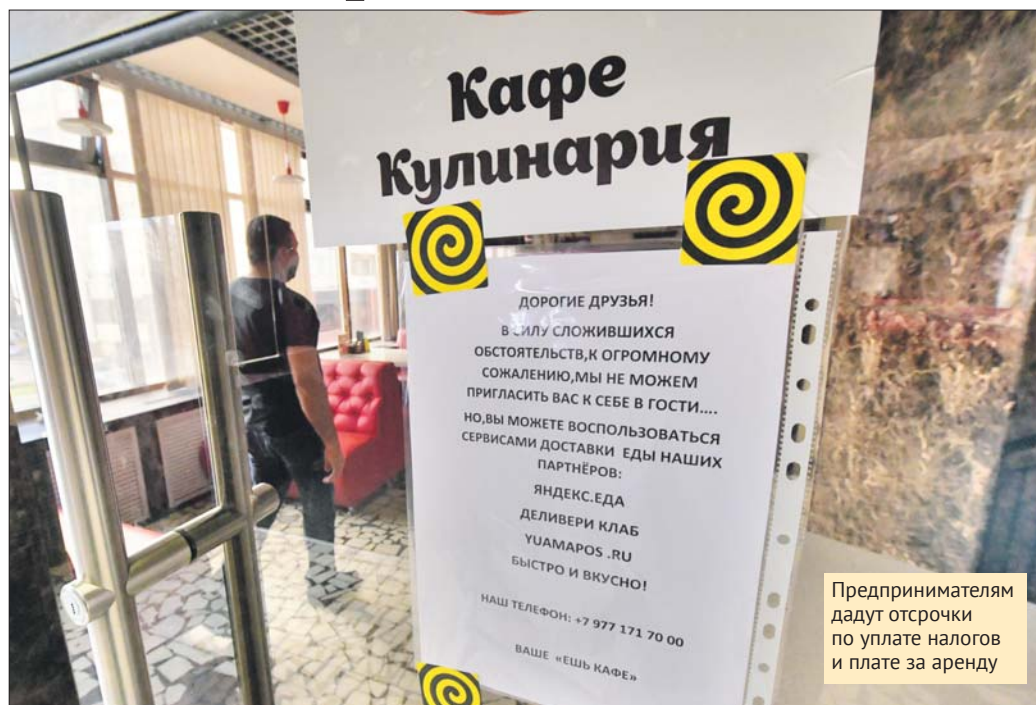 Кафе
Кулинария
ДОРОГИЕ ДРУЗЬЯ!
В СИЛУ СЛОЖИВШИХСЯ
ОБСТОЯТЕЛЬСТВ,К ОГРОМНОМУ
СОЖАЛЕНИЮ,МЫ НЕ МОЖЕМ
ПРИГЛАСИТЬ ВАС К СЕБЕ В ГОСТИ....
НО,ВЫ МОЖЕТЕ ВОСПОЛЬЗОВАТЬСЯ
СЕРВИСАМИ ДОСТАВКИ ЕДЫ НАШИХ
ПАРТНЁРОВ:
ЯНДЕКС.ЕДА
ДЕЛИВЕРИ КЛАБ
YUAMAPOS .RU
БЫСТРО И ВКУСНО!
НАШ ТЕЛЕФОН: +7 977 171 70 00
ВАШЕ «ЕШЬ КАФЕ»
Предпринимателям
дадут отсрочки
по уплате налогов
и плате за аренду